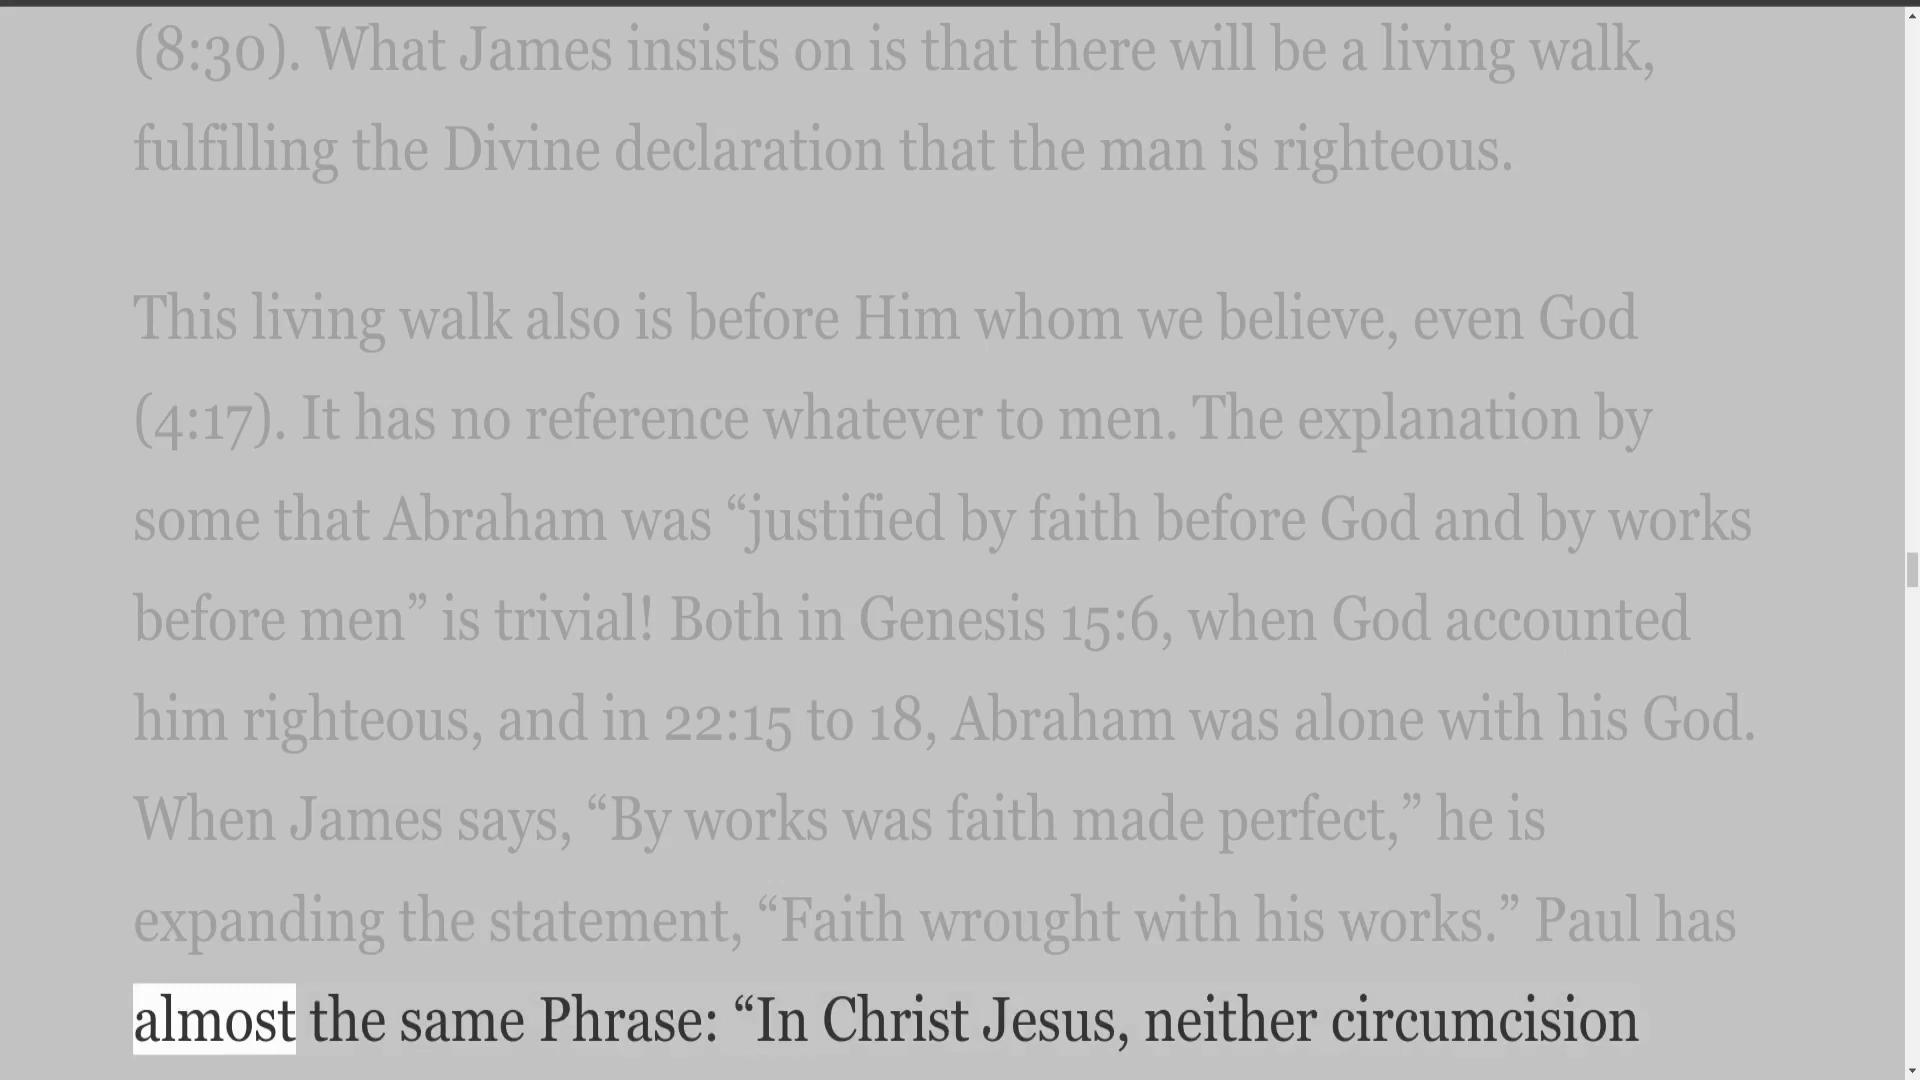 (8:30). What James insists on is that there will be a living walk,
fulfilling the Divine declaration that the man is righteous.
This living walk also is before Him whom we believe, even God
(4:17). It has no reference whatever to men. The explanation by
some that Abraham was “justified by faith before God and by works
before men” is trivial! Both in Genesis 15:6, when God accounted
him righteous, and in 22:15 to 18, Abraham was alone with his God.
When James says, “By works was faith made perfect,” he is
expanding the statement, “Faith wrought with his works.” Paul has
almost the same Phrase: “In Christ Jesus, neither circumcision